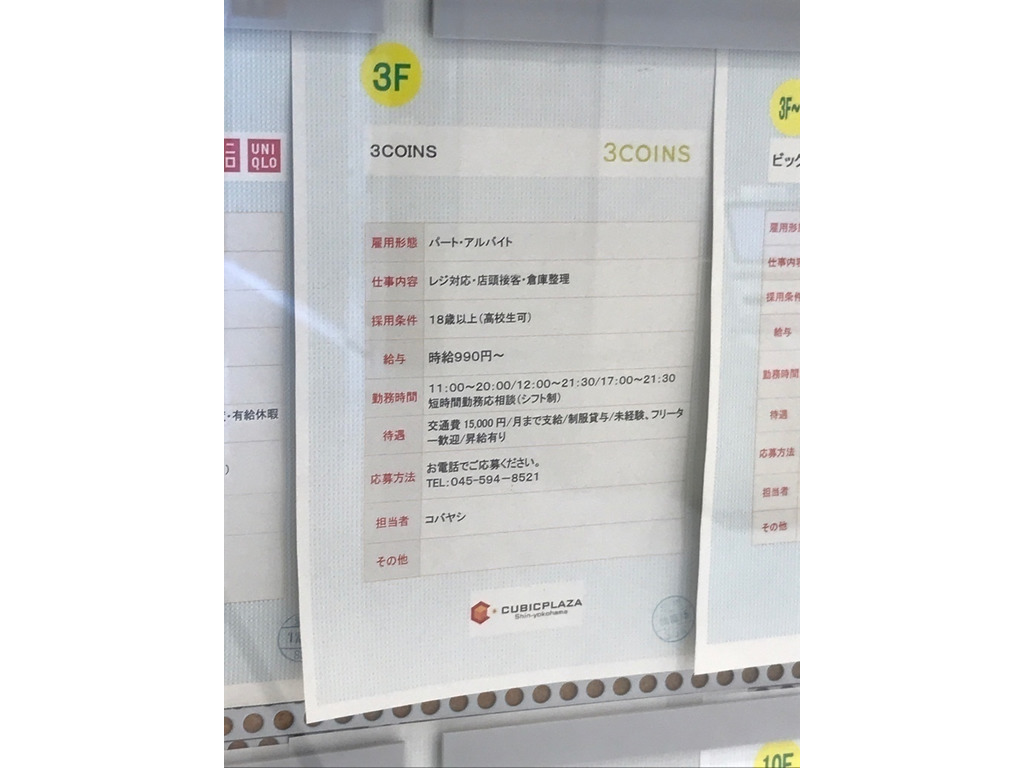 3F
3COINS
3COINS
雇用形態 パート・アルバイト
仕事内容 レジ対応・店頭接客・倉庫整理
採用条件 18歳以上(高校生可)
給与 時給990円～
勤務時間 11:00～20:00/12:00～21:30/17:00～21:30
短時間勤務応相談(シフト制)
待遇 交通費 15,000 円/月まで支給/制服貸与/未経験、フリータ
ー歓迎/昇給有り
応募方法 お電話でご応募ください。
TEL:045-594-8521
担当者 コバヤシ
その他
CUBICPLAZA
Shin-yokohama
UNI
QLO
・有給休暇
3F～
ビック
雇用形
仕事内容
採用条件
給与
勤務時間
待遇
応募方法
担当者
その他
10F